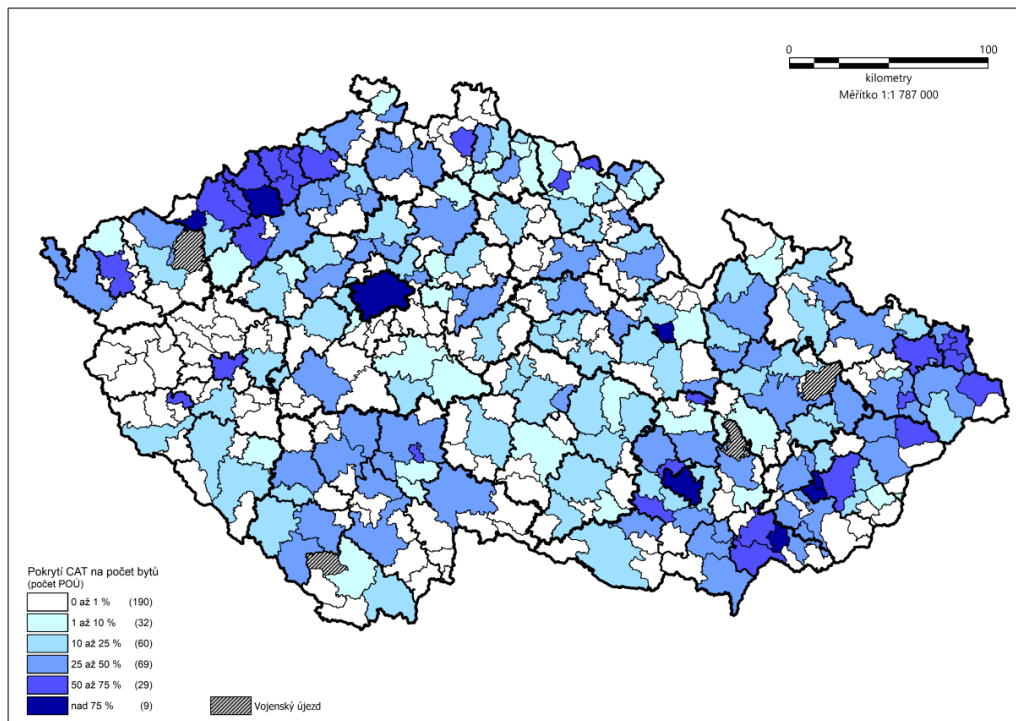 0 100
kilometry
Měřítko 1:1 787 000
Pokrytí CAT na počet bytů
(počet POÚ)
0 až 1 % (190)
1 až 10 % (32)
10 až 25 % (60)
25 až 50 % (69)
50 až 75 % (29)
nad 75 % (9)
Vojenský újezd